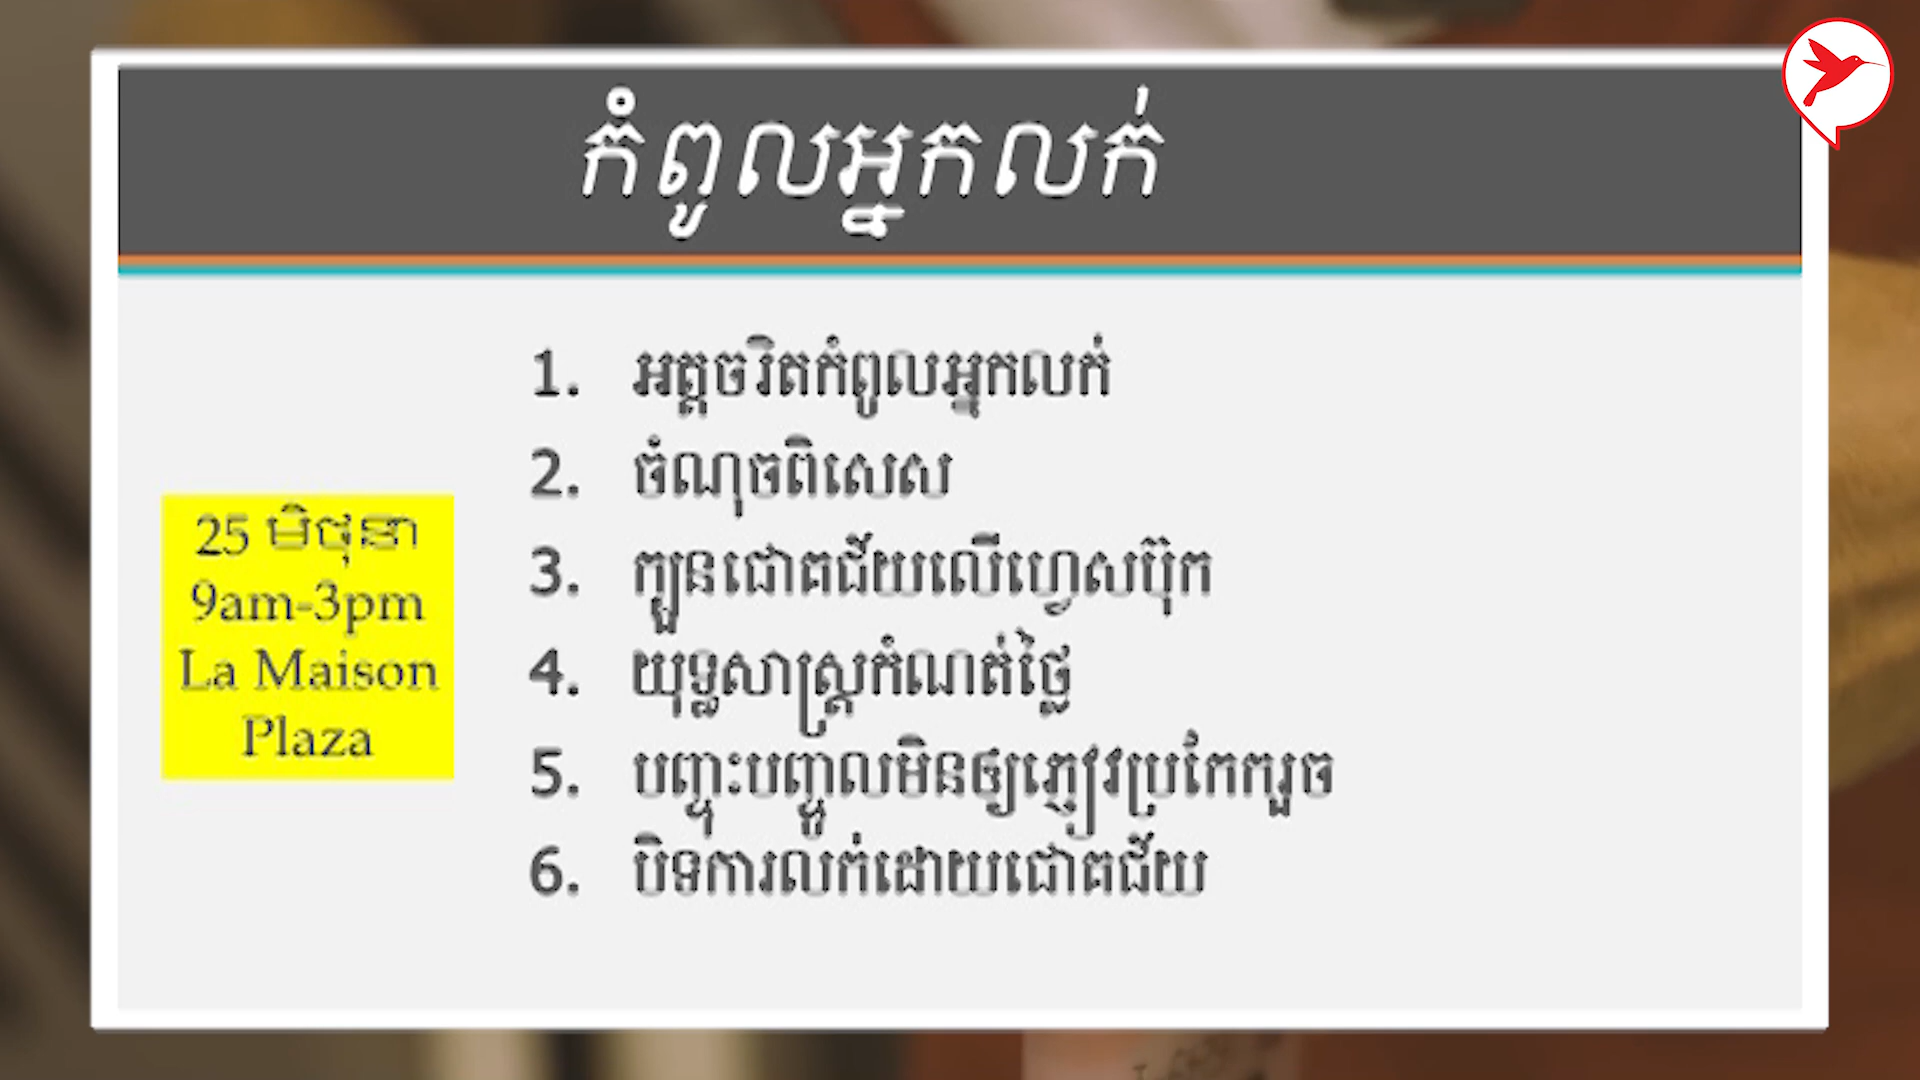 កំពូលអ្នកលក់
1. អត្តចរិតកំពូលអ្នកលក់
2. ចំណុចពិសេស
3. ក្បួនជោគជ័យលើហ្វេសប៊ុក
4. យុទ្ធសាស្ត្រកំណត់ថ្លៃ
5. បញ្ចុះបញ្ចូលមិនឲ្យភ្ញៀវប្រកែករួច
6. បិទការលក់ដោយជោគជ័យ
25 មិថុនា
9am-3pm
La Maison
Plaza